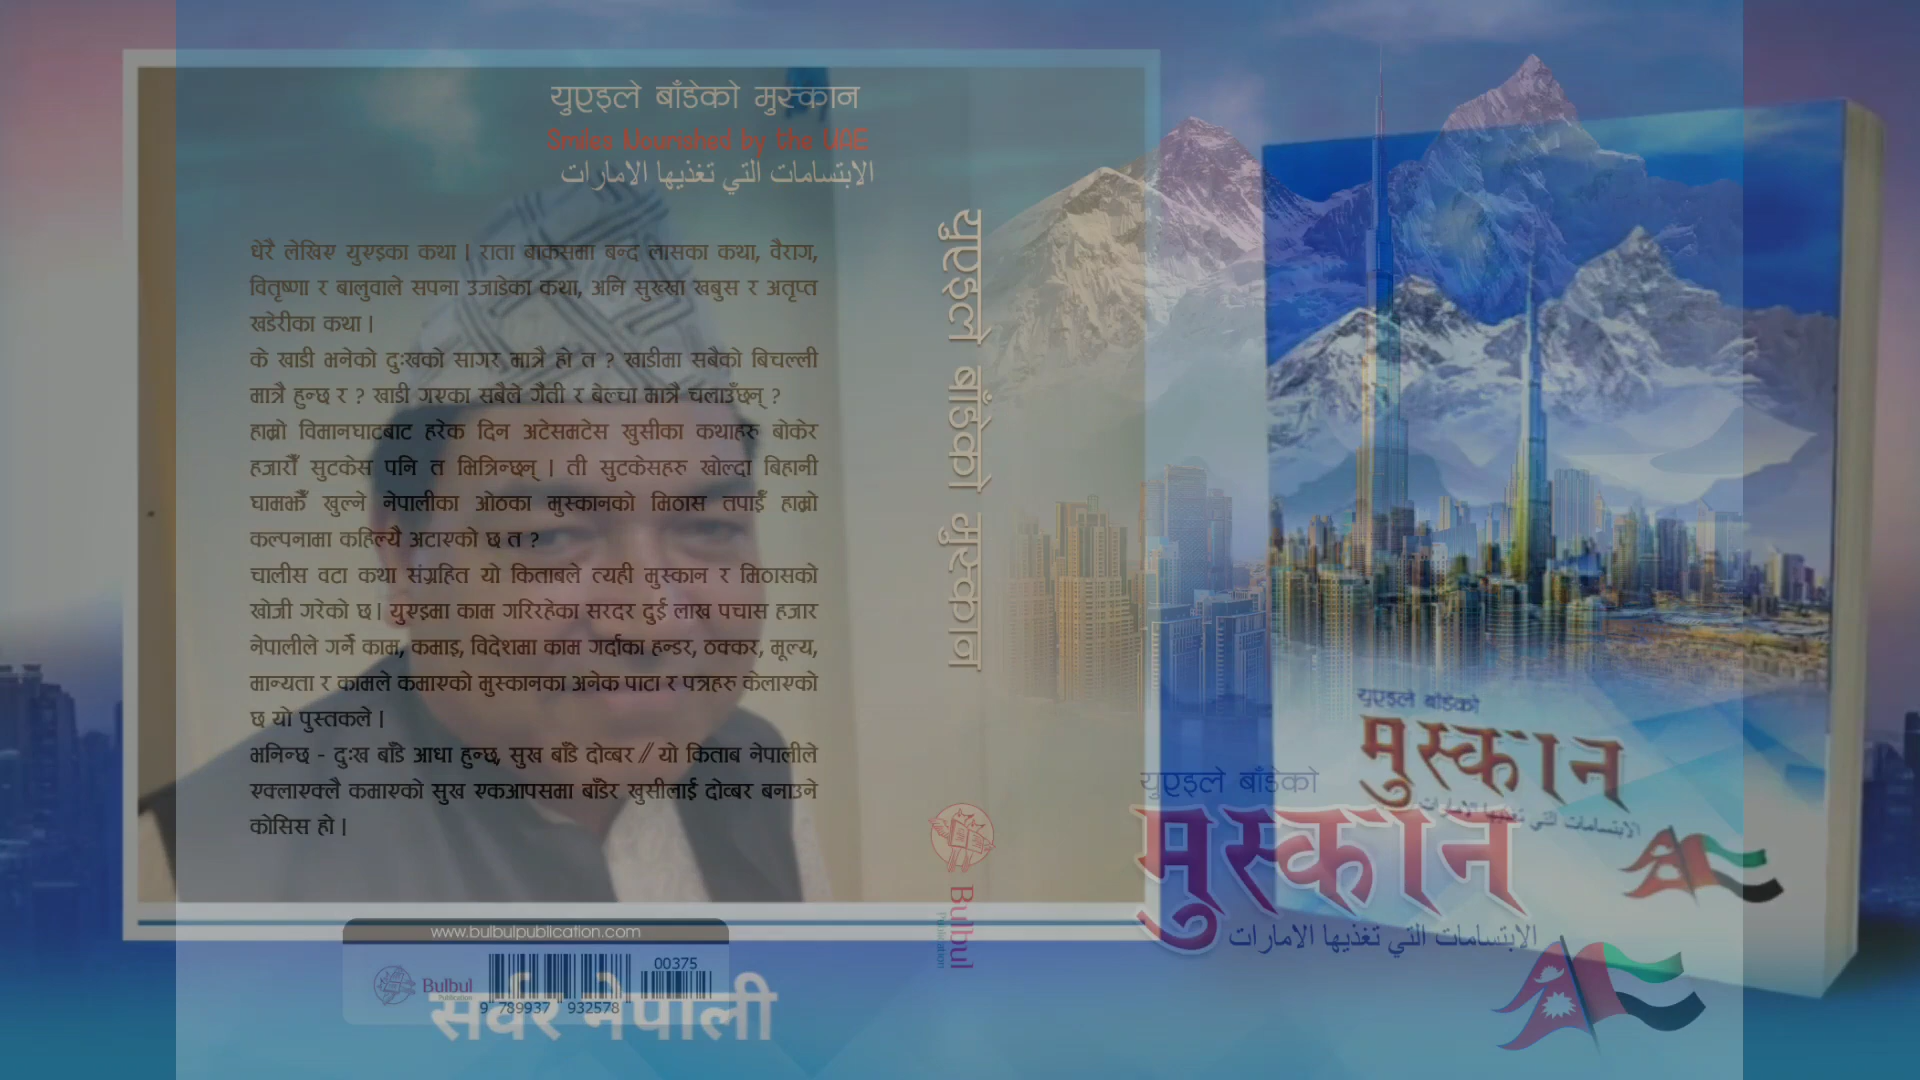 युएइले बाँडेको मुस्कान
Smiles Nourished by the UAE
الابتسامات التي تغذيها الامارات
धेरै लेखिए युएइका कथा । राता बाकसमा बन्द लासका कथा, वैराग,
वितृष्णा र बालुवाले सपना उजाडेका कथा, अनि सुख्खा खबुस र अतृप्त
खडेरीका कथा ।
के खाडी भनेको दुःखको सागर मात्रै हो त ? खाडीमा सबैको बिचल्ली
मात्रै हुन्छ र ? खाडी गएका सबैले गैती र बेल्चा मात्रै चलाउँछन् ?
हाम्रो विमानघाटबाट हरेक दिन अटेसमटेस खुसीका कथाहरु बोकेर
हजारौँ सुटकेस पनि त भित्रिन्छन् । ती सुटकेसहरु खोल्दा बिहानी
घामझैँ खुल्ने नेपालीका ओठका मुस्कानको मिठास तपाईँ हाम्रो
कल्पनामा कहिल्यै अटाएको छ त ?
चालीस वटा कथा संग्रहित यो किताबले त्यही मुस्कान र मिठासको
खोजी गरेको छ । युएइमा काम गरिरहेका सरदर दुई लाख पचास हजार
नेपालीले गर्ने काम, कमाइ, विदेशमा काम गर्दाका हन्डर, ठक्कर, मूल्य,
मान्यता र कामले कमाएको मुस्कानका अनेक पाटा र पत्रहरु केलाएको
छ यो पुस्तकले ।
भनिन्छ - दुःख बाँडे आधा हुन्छ, सुख बाँडे दोब्बर // यो किताब नेपालीले
एक्लाएक्लै कमाएको सुख एकआपसमा बाँडेर खुसीलाई दोब्बर बनाउने
कोसिस हो ।
www.bulbulpublication.com
Bulbul
Publication
00375
9 789937 932578
सर्वर नेपाली
युएइले बाँडेको मुस्कान
Bulbul
Publication
युएइले बाँडेको
मुस्कान
الابتسامات التي تغذيها الامارات
युएइले बाँडेको
मुस्कान
الابتسامات التي تغذيها الامارات